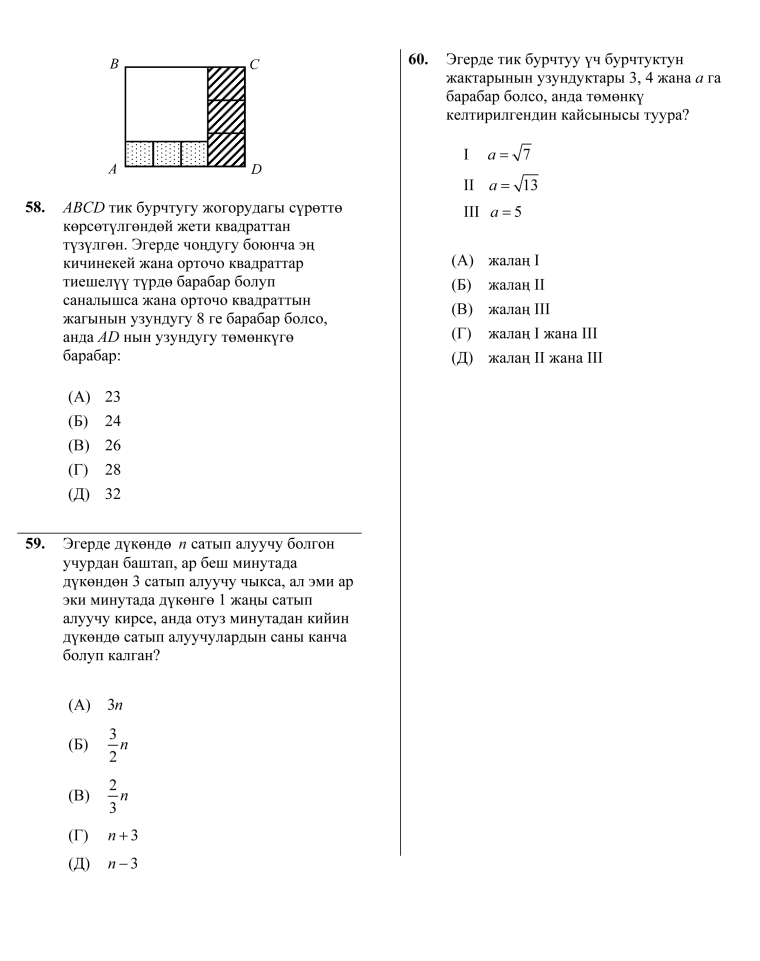 B
C
A
D
58. ABCD тик бурчтугу жогорудагы сүрөттө
көрсөтүлгөндөй жети квадраттан
түзүлгөн. Эгерде чоңдугу боюнча эң
кичинекей жана орточо квадраттар
тиешелүү түрдө барабар болуп
саналышса жана орточо квадраттын
жагынын узундугу 8 ге барабар болсо,
анда AD нын узундугу төмөнкүгө
барабар:
(А) 23
(Б) 24
(В) 26
(Г) 28
(Д) 32
59. Эгерде дүкөндө n сатып алуучу болгон
учурдан баштап, ар беш минутада
дүкөндөн 3 сатып алуучу чыкса, ал эми ар
эки минутада дүкөнгө 1 жаңы сатып
алуучу кирсе, анда отуз минутадан кийин
дүкөндө сатып алуучулардын саны канча
болуп калган?
(А) 3n
(Б) 3/2 n
(В) 2/3 n
(Г) n + 3
(Д) n − 3
60. Эгерде тик бурчтуу үч бурчтуктун
жактарынын узундуктары 3, 4 жана a га
барабар болсо, анда төмөнкү
келтирилгендин кайсынысы туура?
I a = √7
II a = √13
III a = 5
(А) жалаң I
(Б) жалаң II
(В) жалаң III
(Г) жалаң I жана III
(Д) жалаң II жана III